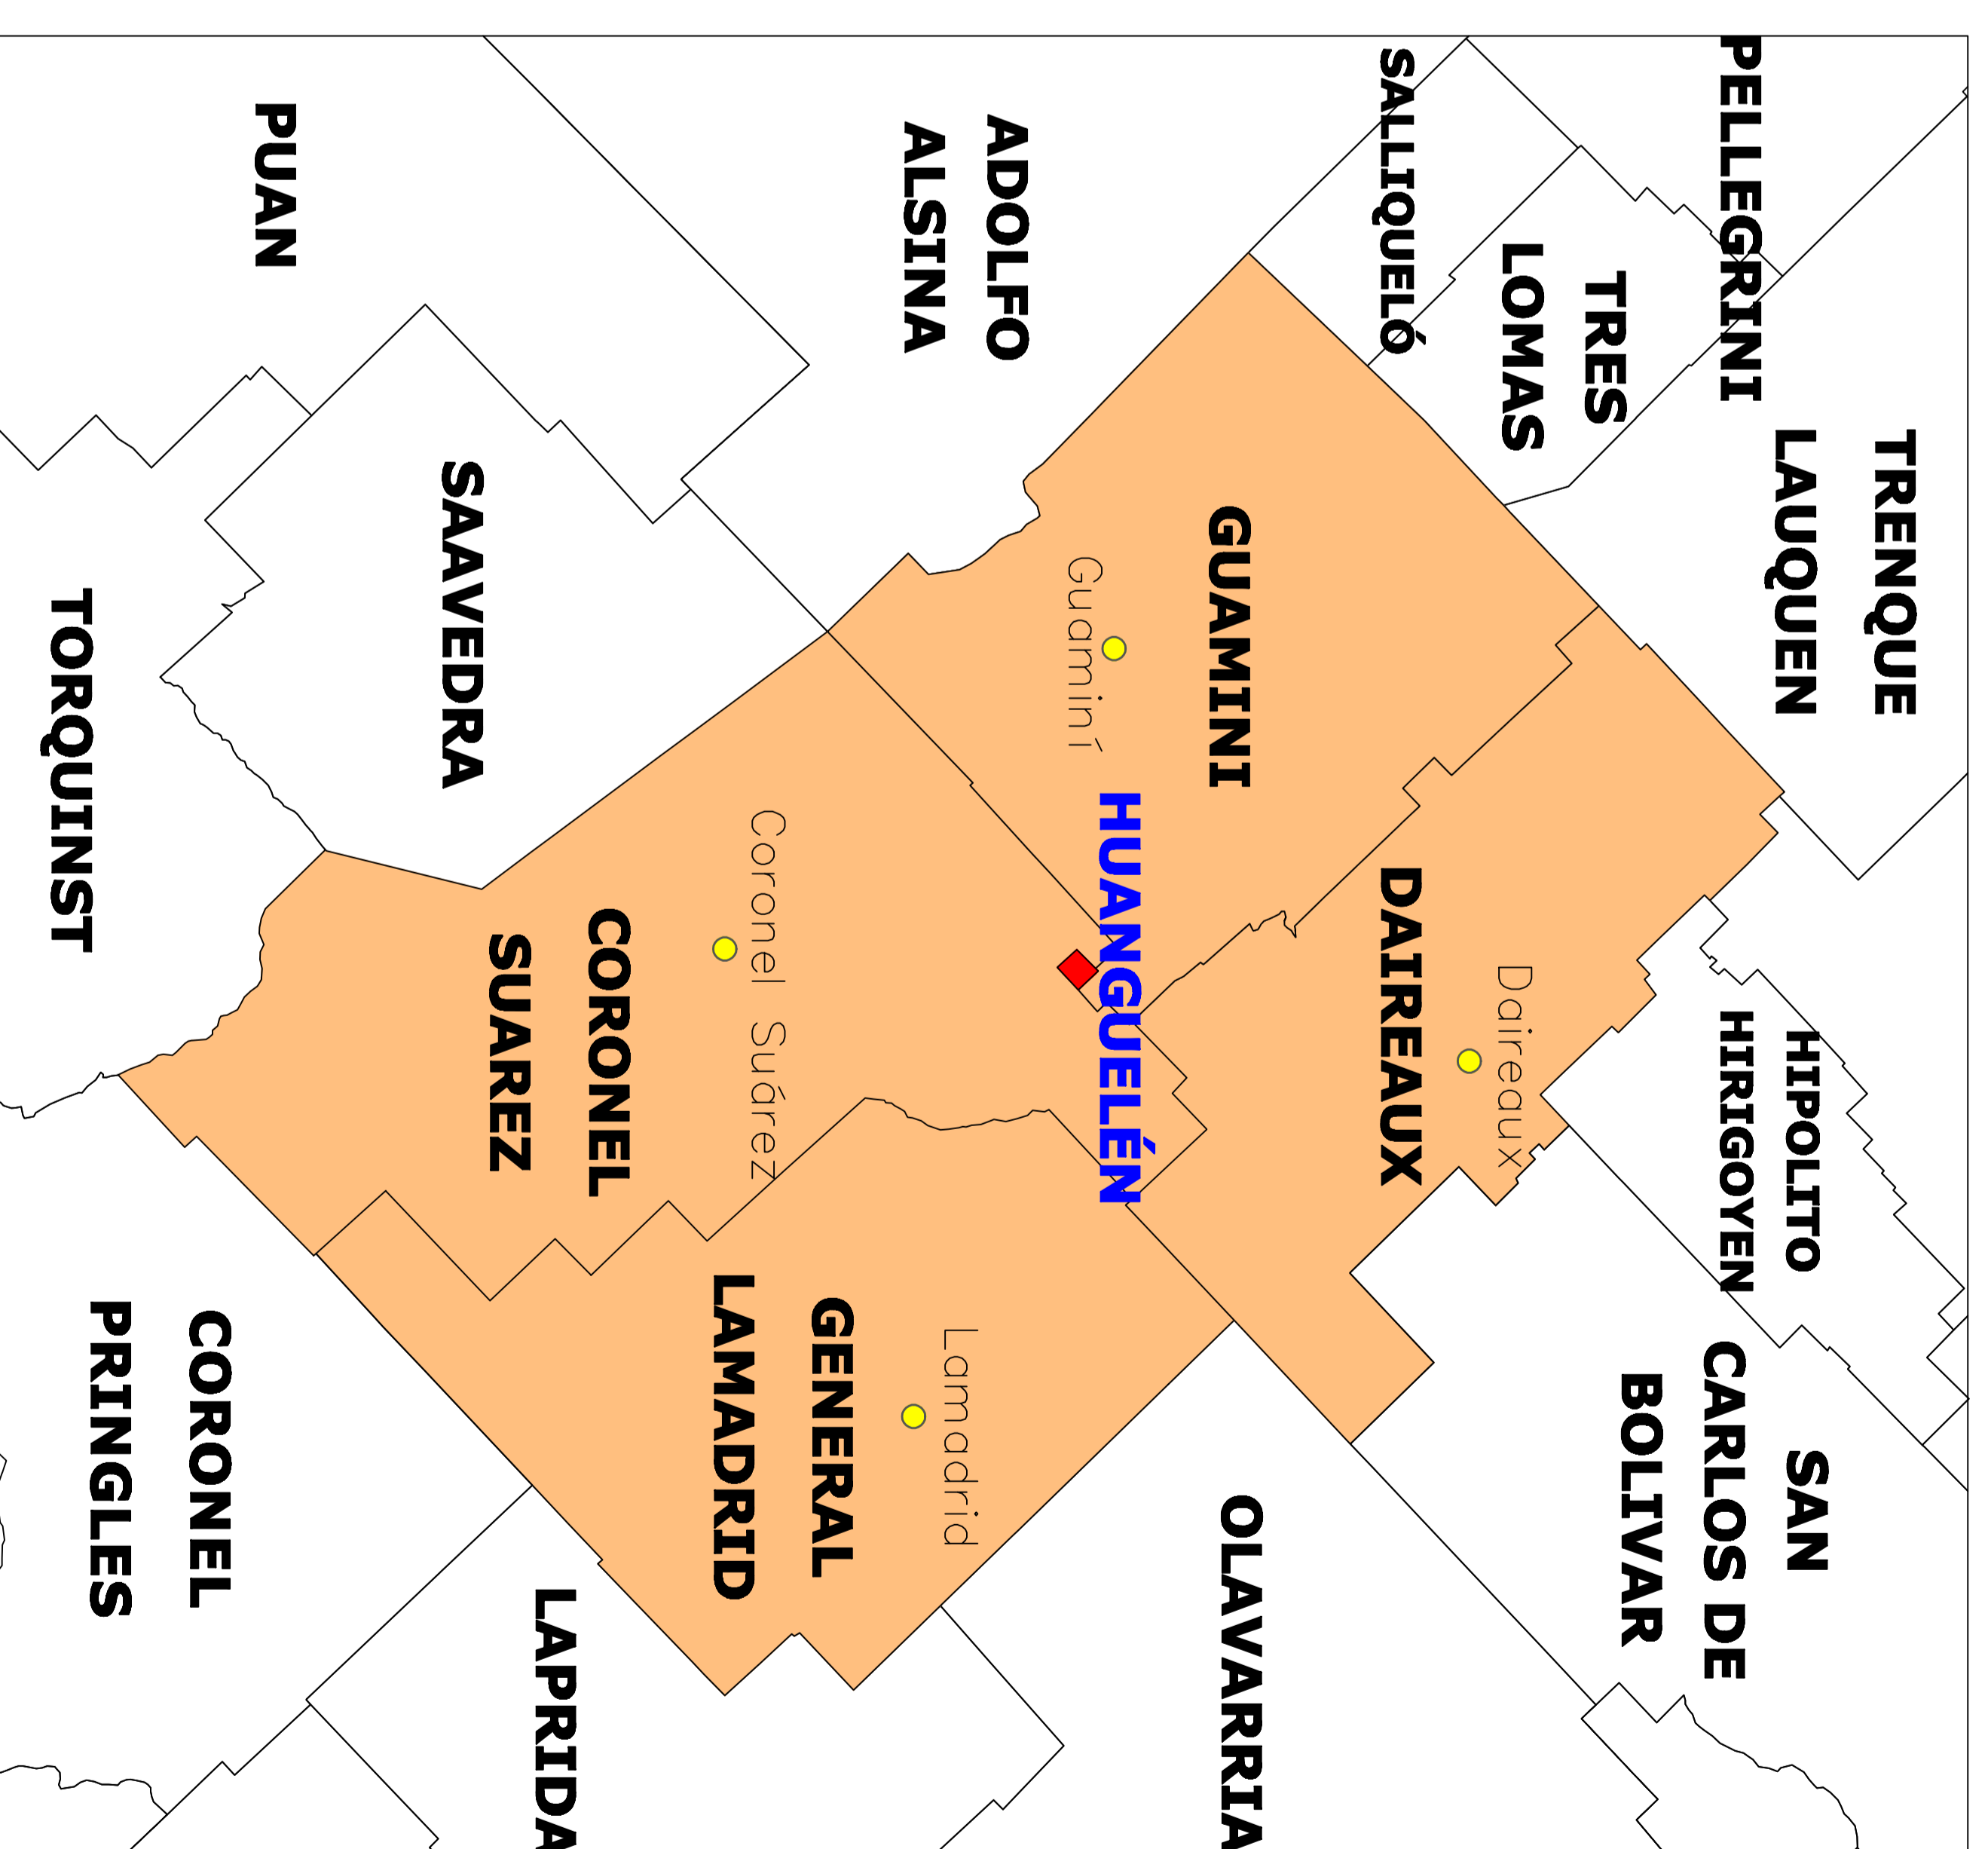 TRENQUE
LAUQUEN
PELLEGRINI
HIPOLITO
HIRIGOYEN
SAN
CARLOS DE
BOLIVAR
TRES
LOMAS
SALLIQUELÓ
Daireaux
DAIREAUX
GUAMINI
OLAVARRIA
HUANGUELÉN
Guaminí
ADOLFO
ALSINA
Lamadrid
GENERAL
LAMADRID
Coronel Suárez
CORONEL
SUAREZ
LAPRIDA
SAAVEDRA
PUAN
CORONEL
PRINGLES
TORQUINST